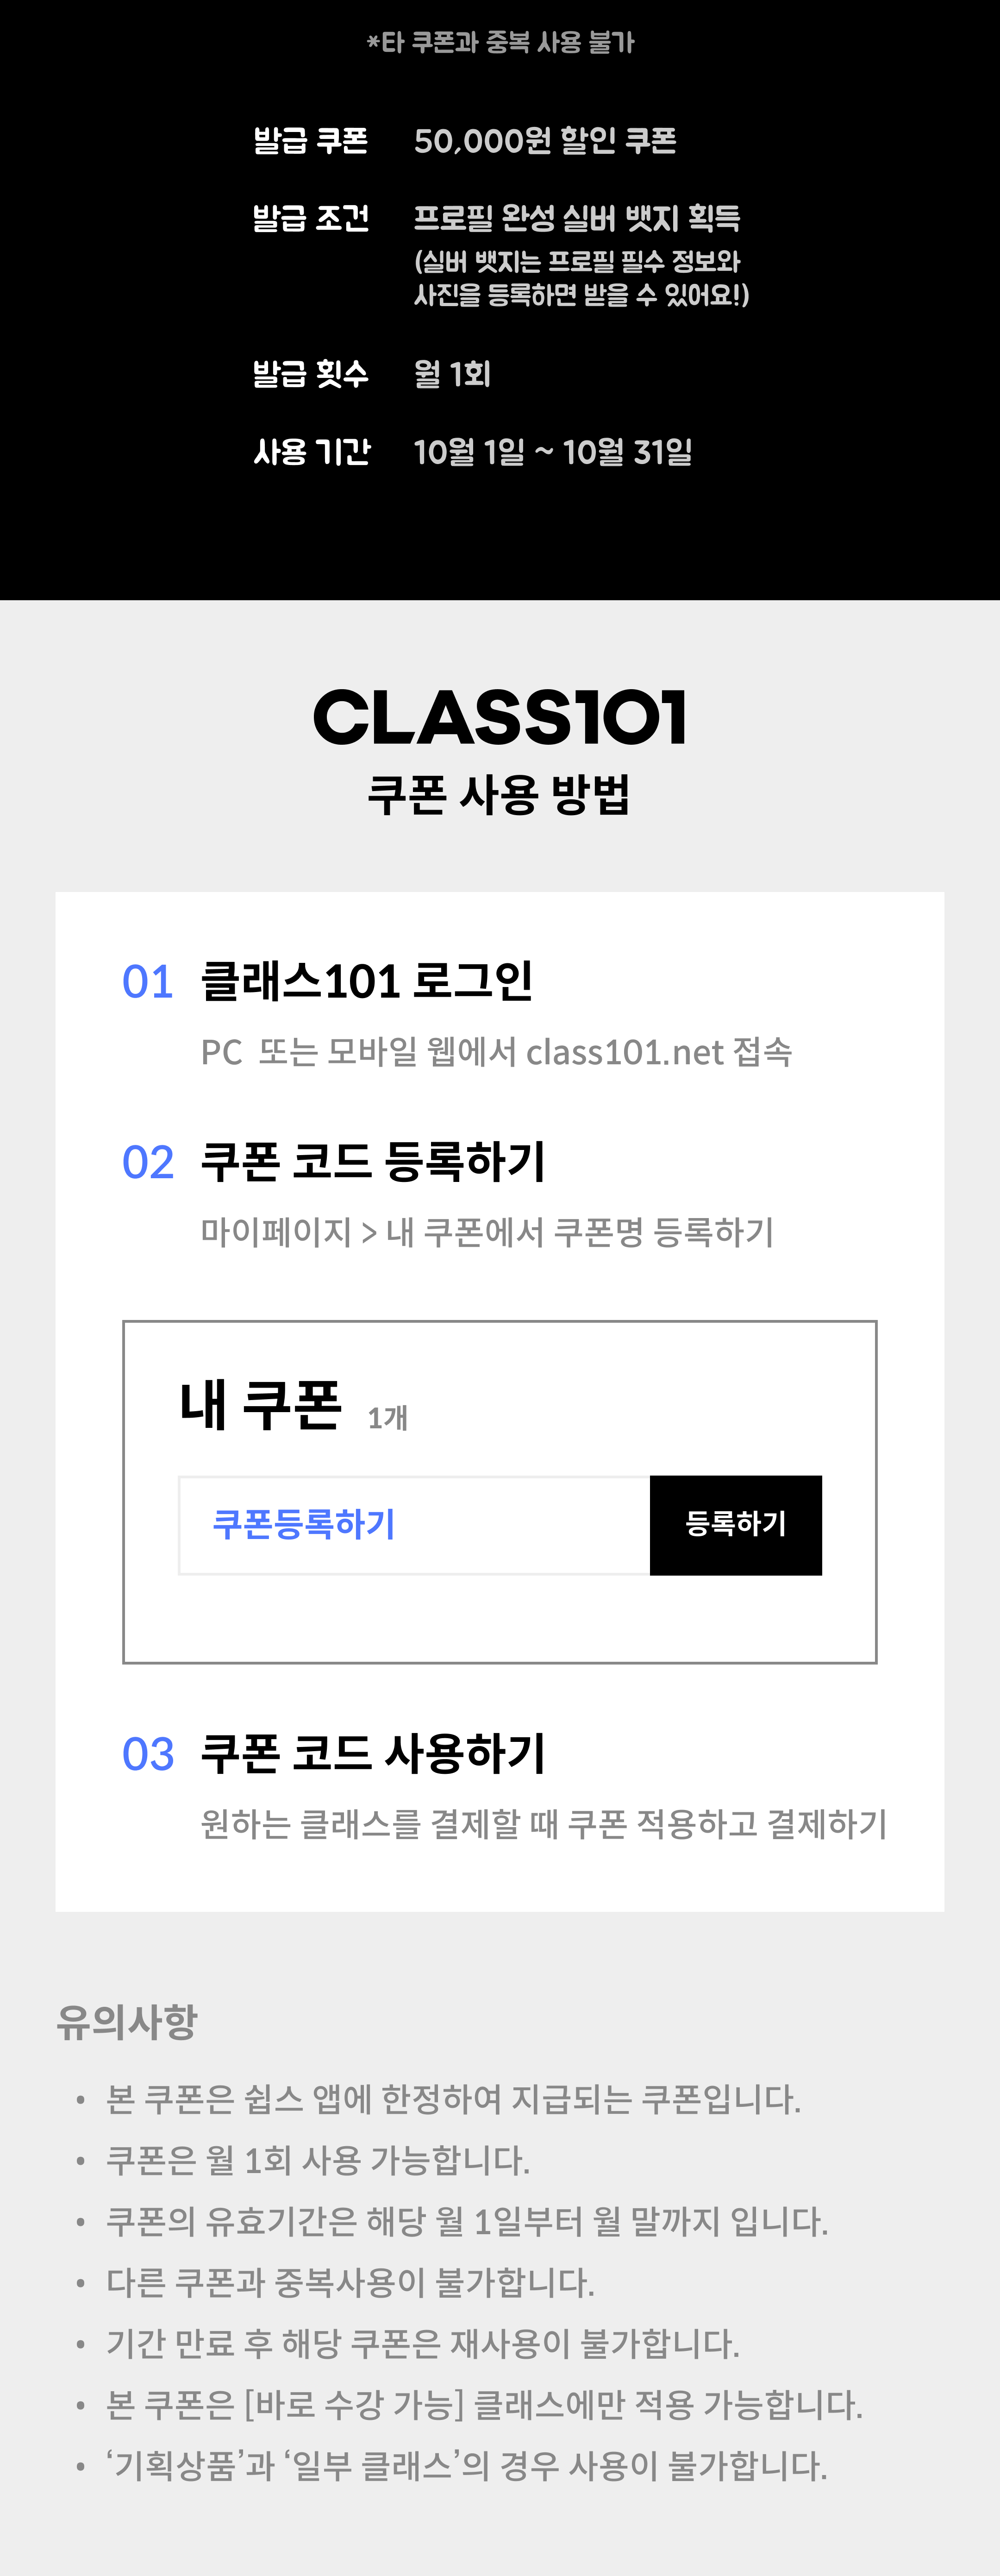 *타 쿠폰과 중복 사용 불가
발급 쿠폰 50,000원 할인 쿠폰
발급 조건 프로필 완성 실버 뱃지 획득
(실버 뱃지는 프로필 필수 정보와
사진을 등록하면 받을 수 있어요!)
발급 횟수 월 1회
사용 기간 10월 1일 ~ 10월 31일
CLASS101
쿠폰 사용 방법
01 클래스101 로그인
PC 또는 모바일 웹에서 class101.net 접속
02 쿠폰 코드 등록하기
마이페이지 > 내 쿠폰에서 쿠폰명 등록하기
내 쿠폰 1개
쿠폰등록하기 등록하기
03 쿠폰 코드 사용하기
원하는 클래스를 결제할 때 쿠폰 적용하고 결제하기
유의사항
• 본 쿠폰은 쉽스 앱에 한정하여 지급되는 쿠폰입니다.
• 쿠폰은 월 1회 사용 가능합니다.
• 쿠폰의 유효기간은 해당 월 1일부터 월 말까지 입니다.
• 다른 쿠폰과 중복사용이 불가합니다.
• 기간 만료 후 해당 쿠폰은 재사용이 불가합니다.
• 본 쿠폰은 [바로 수강 가능] 클래스에만 적용 가능합니다.
• ‘기획상품’과 ‘일부 클래스’의 경우 사용이 불가합니다.